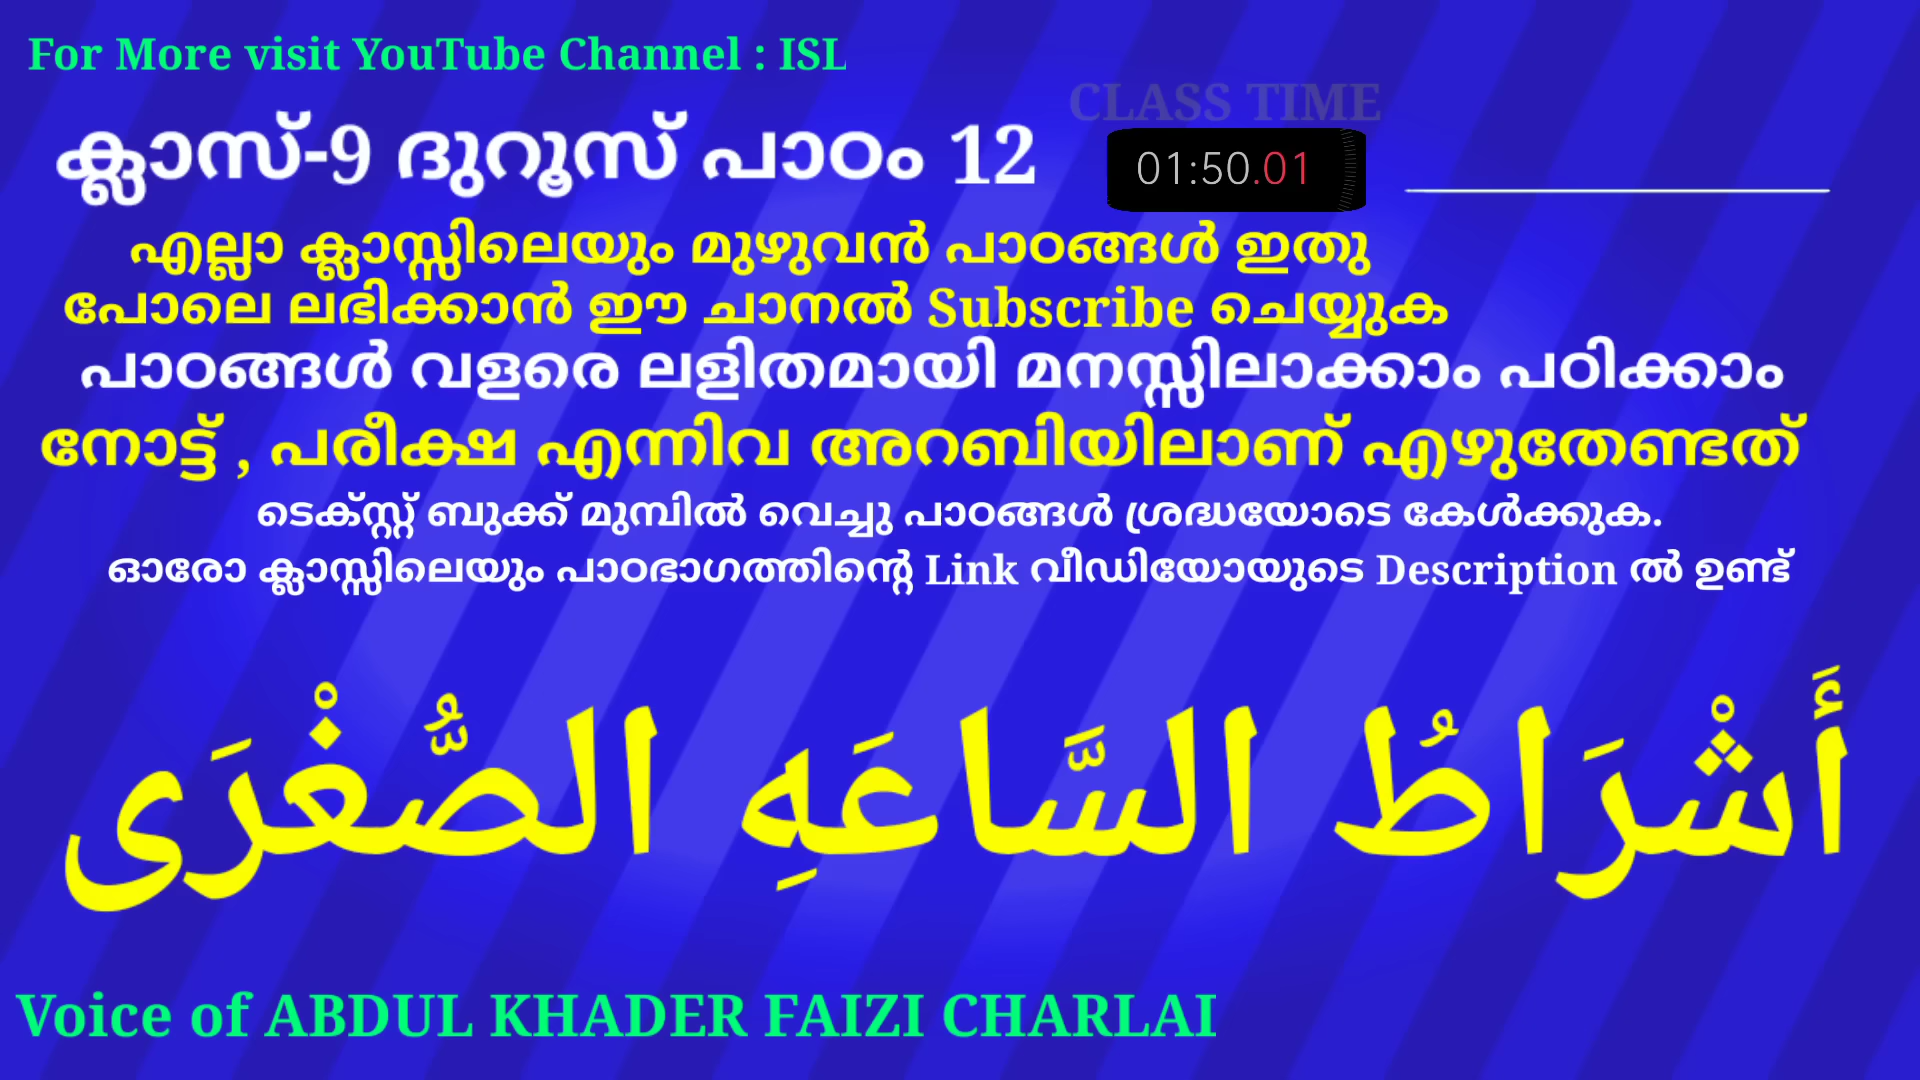 For More visit YouTube Channel : ISL
CLASS TIME
ക്ലാസ്-9 ദുറൂസ് പാഠം 12
01:50.01
എല്ലാ ക്ലാസ്സിലെയും മുഴുവൻ പാഠങ്ങൾ ഇതു
പോലെ ലഭിക്കാൻ ഈ ചാനൽ Subscribe ചെയ്യുക
പാഠങ്ങൾ വളരെ ലളിതമായി മനസ്സിലാക്കാം പഠിക്കാം
നോട്ട് , പരീക്ഷ എന്നിവ അറബിയിലാണ് എഴുതേണ്ടത്
ടെക്സ്റ്റ് ബുക്ക് മുമ്പിൽ വെച്ചു പാഠങ്ങൾ ശ്രദ്ധയോടെ കേൾക്കുക.
ഓരോ ക്ലാസ്സിലെയും പാഠഭാഗത്തിന്റെ Link വീഡിയോയുടെ Description ൽ ഉണ്ട്
أَشْرَاطُ السَّاعَهِ الصُّغْرَى
Voice of ABDUL KHADER FAIZI CHARLAI